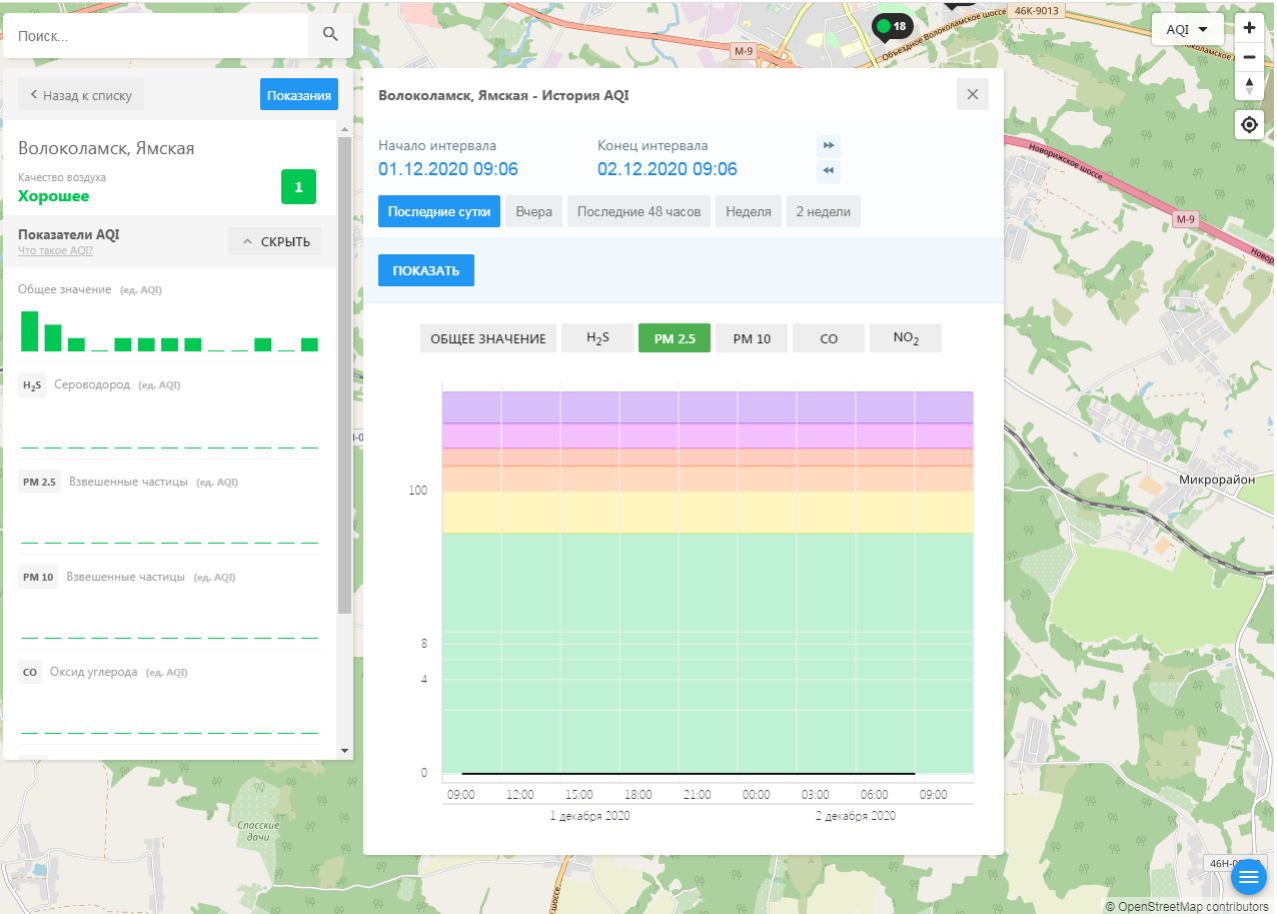 46К-9013
18
Объездное Волоколамское шоссе
М-9
Поиск...
AQI
+
−
Назад к списку
Показания
Волоколамск, Ямская - История AQI
Волоколамск, Ямская
Качество воздуха
Хорошее
1
Начало интервала
01.12.2020 09:06
Конец интервала
02.12.2020 09:06
Последние сутки
Вчера
Последние 48 часов
Неделя
2 недели
Показатели AQI
Что такое AQI?
СКРЫТЬ
ПОКАЗАТЬ
Общее значение (ед. AQI)
H₂S Сероводород (ед. AQI)
PM 2.5 Взвешенные частицы (ед. AQI)
PM 10 Взвешенные частицы (ед. AQI)
CO Оксид углерода (ед. AQI)
ОБЩЕЕ ЗНАЧЕНИЕ
H₂S
PM 2.5
PM 10
CO
NO₂
100
8
4
0
09:00 12:00 15:00 18:00 21:00 00:00 03:00 06:00 09:00
1 декабря 2020 2 декабря 2020
Новорижское шоссе
М-9
Микрорайон
Спасские
дачи
© OpenStreetMap contributors